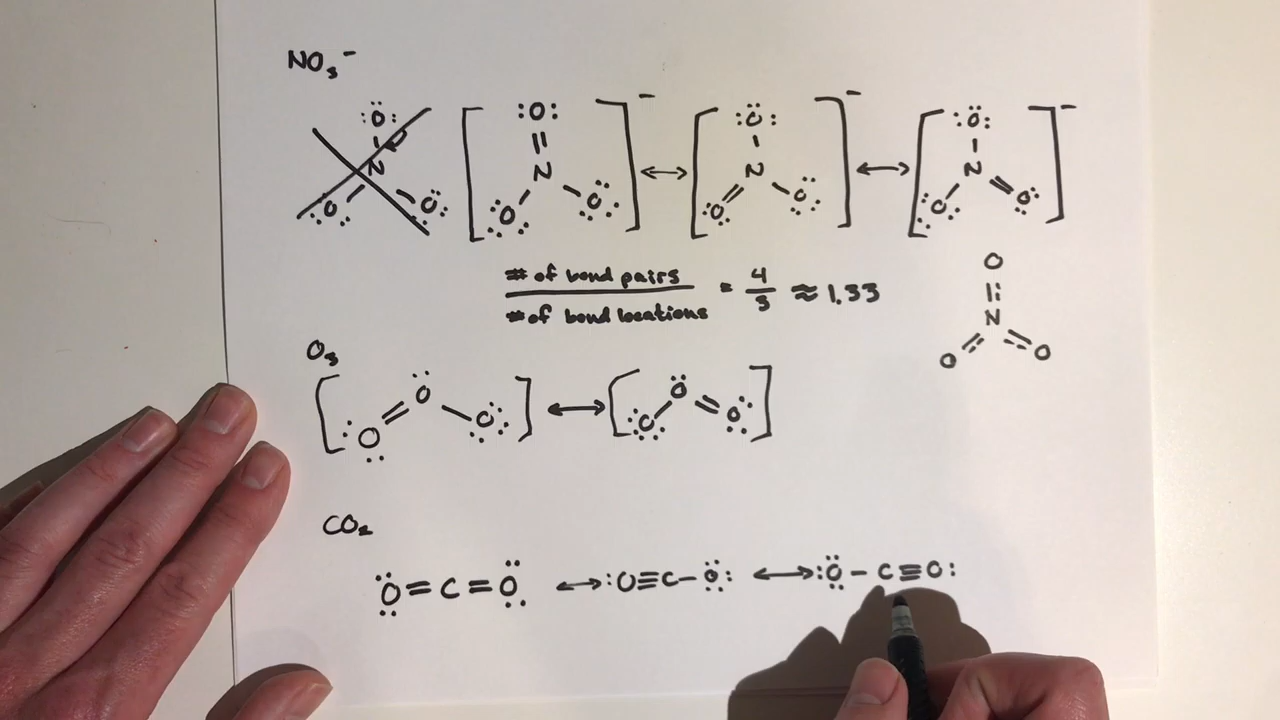 NO₃⁻
:Ö: :O: :Ö: :Ö:
[ ]⁻ ↔ [ ]⁻ ↔ [ ]⁻
N N N N
O O O O O O O O
# of bond pairs / # of bond locations = 4/3 ≈ 1.33
O
N
O O
O₃
[ O = O - O ] ↔ [ O - O = O ]
CO₂
Ö = C = Ö ↔ :O≡C-Ö: ↔ :Ö-C≡O: